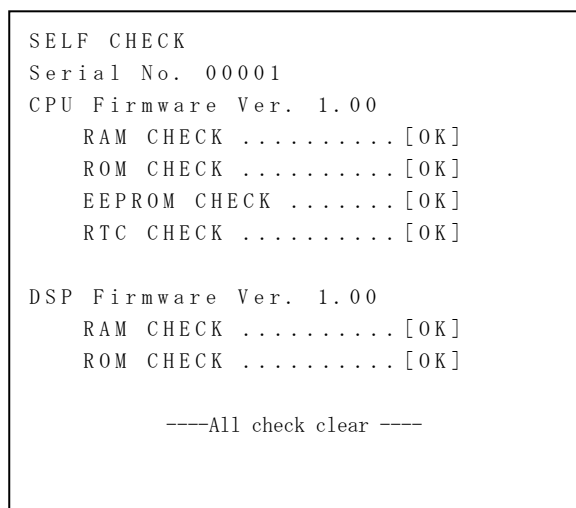 SELF CHECK
Serial No. 00001
CPU Firmware Ver. 1.00
RAM CHECK ..........[OK]
ROM CHECK ..........[OK]
EEPROM CHECK .......[OK]
RTC CHECK ..........[OK]
DSP Firmware Ver. 1.00
RAM CHECK ..........[OK]
ROM CHECK ..........[OK]
----All check clear ----